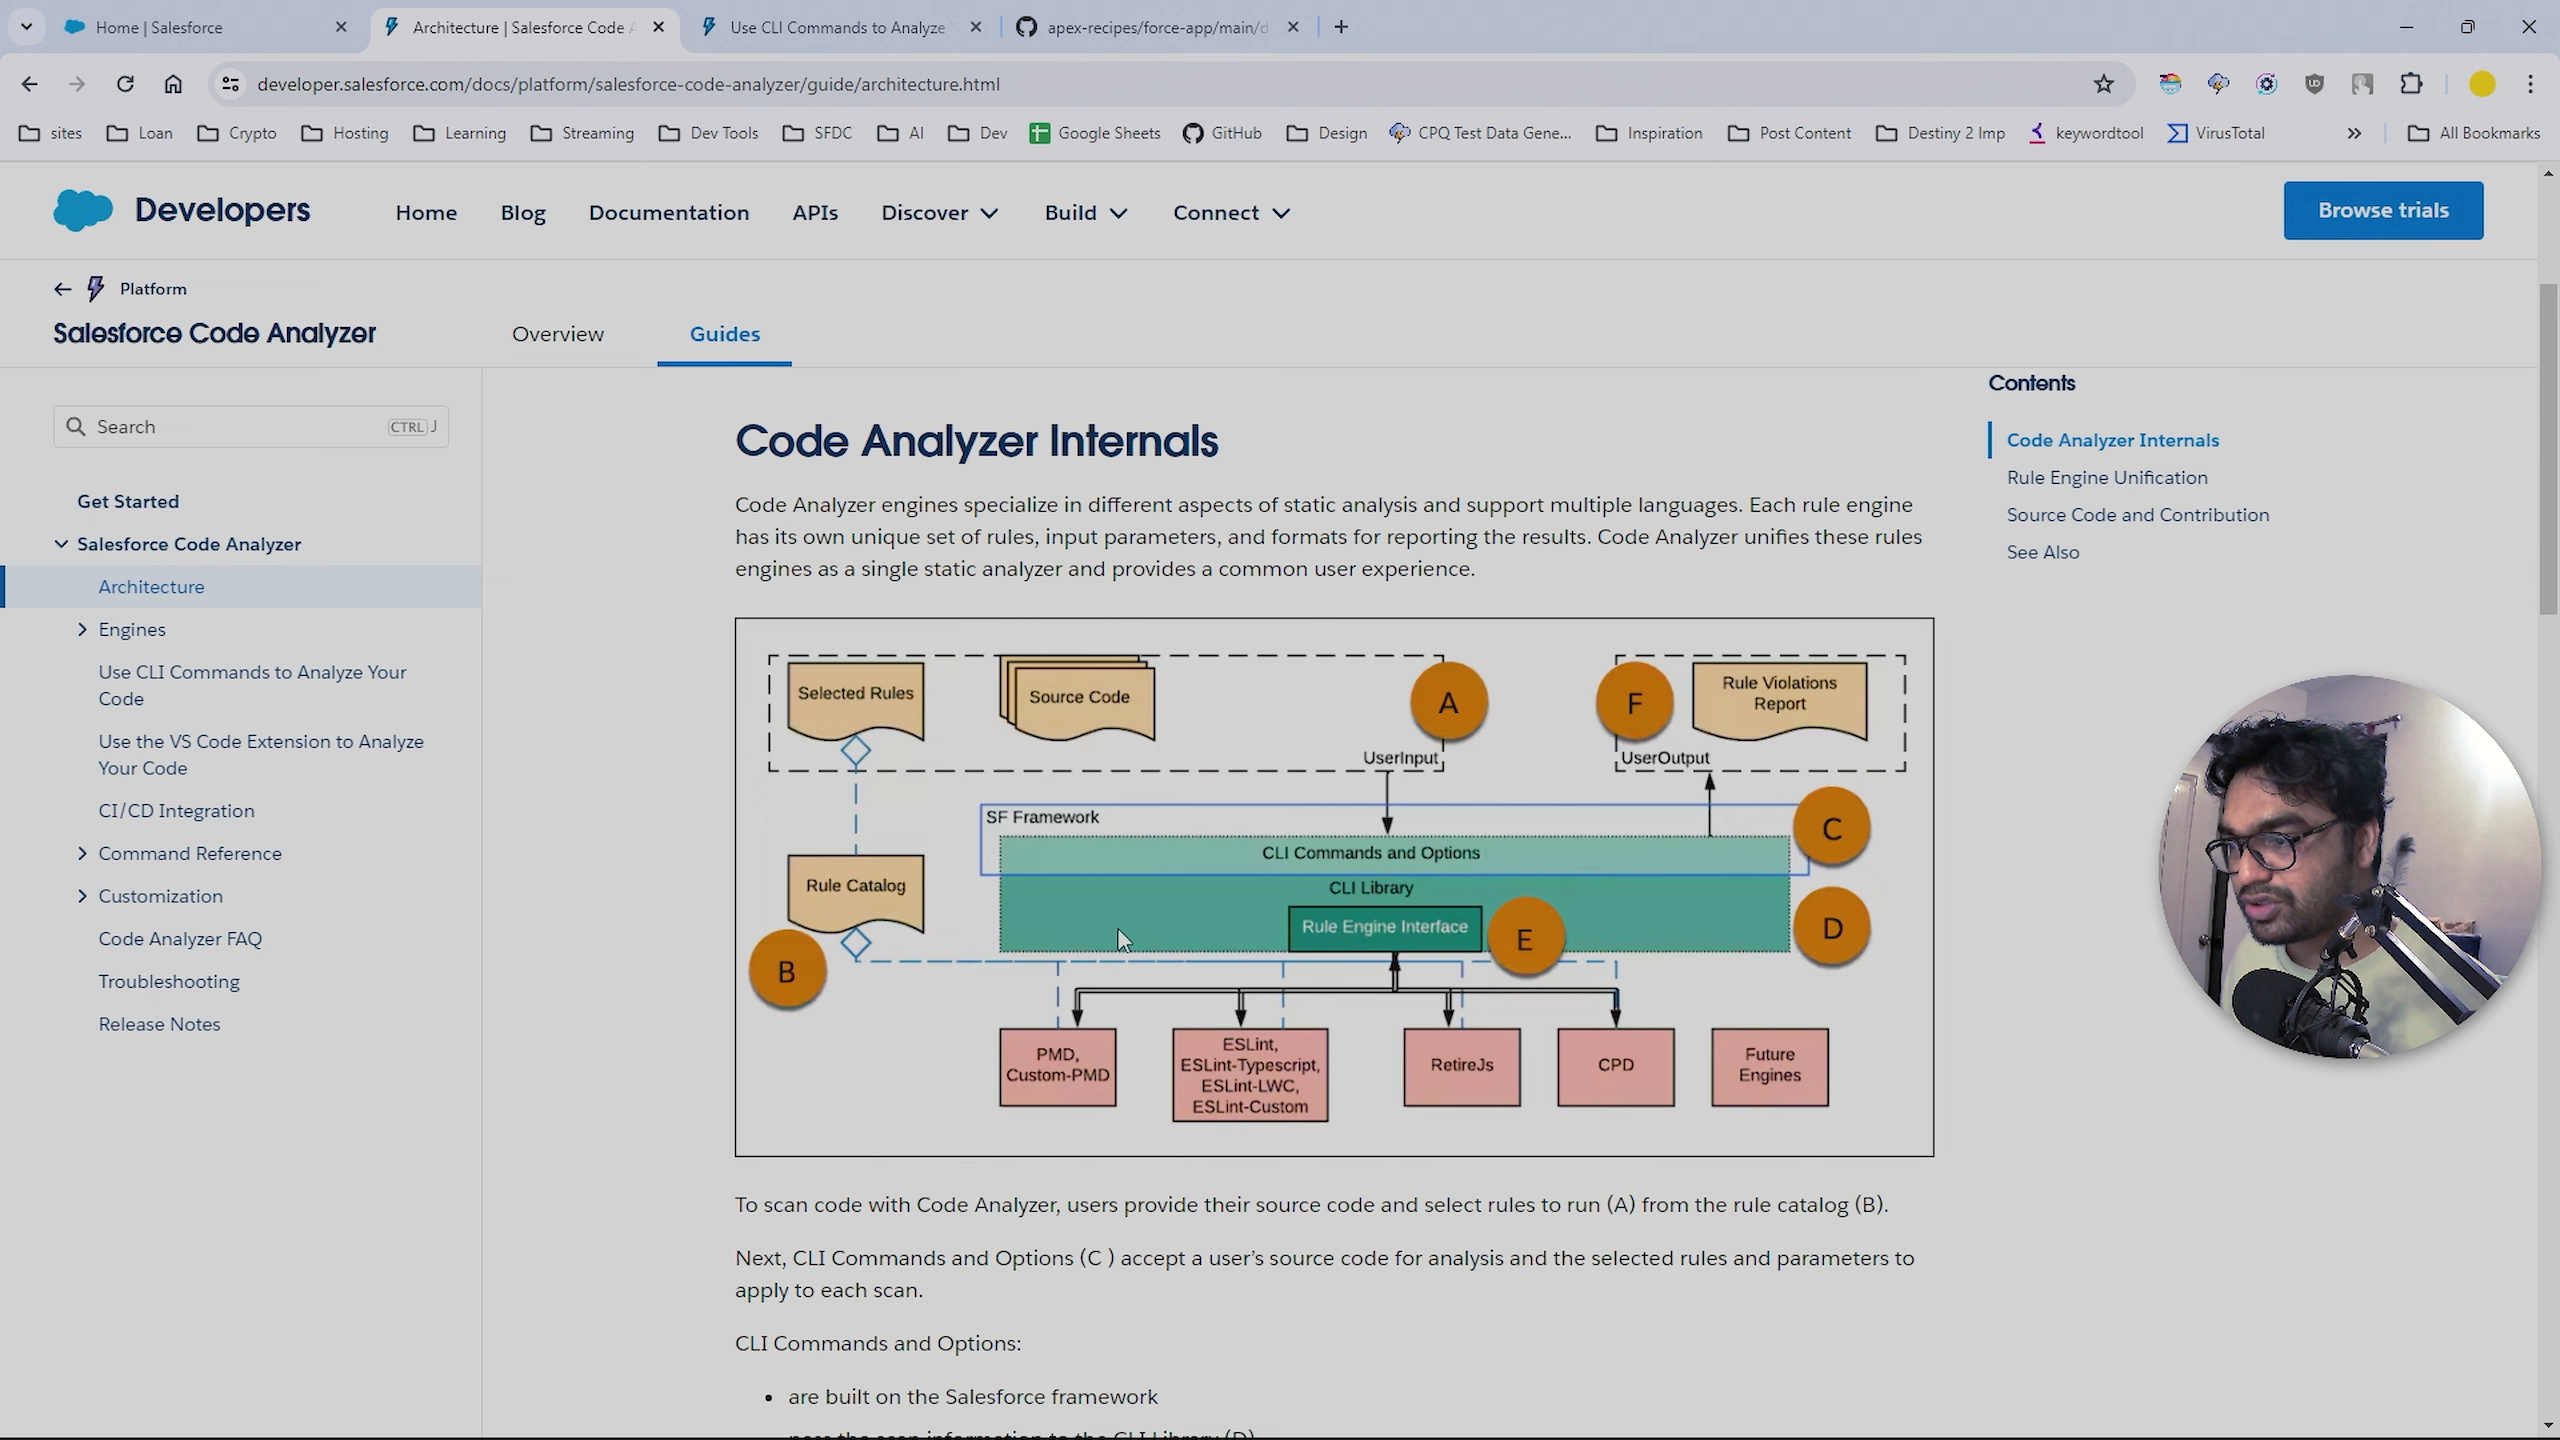 Home | Salesforce
Architecture | Salesforce Code
Use CLI Commands to Analyze
apex-recipes/force-app/main/d
developer.salesforce.com/docs/platform/salesforce-code-analyzer/guide/architecture.html
sites
Loan
Crypto
Hosting
Learning
Streaming
Dev Tools
SFDC
AI
Dev
Google Sheets
GitHub
Design
CPQ Test Data Gene...
Inspiration
Post Content
Destiny 2 Imp
keywordtool
VirusTotal
All Bookmarks
Developers
Home
Blog
Documentation
APIs
Discover
Build
Connect
Browse trials
Platform
Salesforce Code Analyzer
Overview
Guides
Search
CTRL J
Get Started
Salesforce Code Analyzer
Architecture
Engines
Use CLI Commands to Analyze Your
Code
Use the VS Code Extension to Analyze
Your Code
CI/CD Integration
Command Reference
Customization
Code Analyzer FAQ
Troubleshooting
Release Notes
Code Analyzer Internals
Code Analyzer engines specialize in different aspects of static analysis and support multiple languages. Each rule engine
has its own unique set of rules, input parameters, and formats for reporting the results. Code Analyzer unifies these rules
engines as a single static analyzer and provides a common user experience.
Selected Rules
Source Code
A
UserInput
F
Rule Violations
Report
UserOutput
SF Framework
C
CLI Commands and Options
CLI Library
Rule Catalog
Rule Engine Interface
E
D
B
PMD,
Custom-PMD
ESLint,
ESLint-Typescript,
ESLint-LWC,
ESLint-Custom
RetireJs
CPD
Future
Engines
To scan code with Code Analyzer, users provide their source code and select rules to run (A) from the rule catalog (B).
Next, CLI Commands and Options (C ) accept a user’s source code for analysis and the selected rules and parameters to
apply to each scan.
CLI Commands and Options:
• are built on the Salesforce framework
pass the scan information to the CLI Library (D)
Contents
Code Analyzer Internals
Rule Engine Unification
Source Code and Contribution
See Also